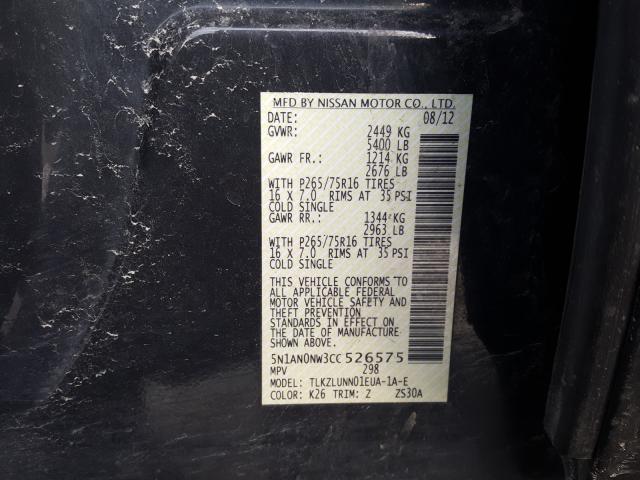 MFD BY NISSAN MOTOR CO., LTD.
DATE: 08/12
GVWR: 2449 KG
5400 LB
GAWR FR.: 1214 KG
2676 LB
WITH P265/75R16 TIRES
16 X 7.0 RIMS AT 35 PSI
COLD SINGLE
GAWR RR.: 1344 KG
2963 LB
WITH P265/75R16 TIRES
16 X 7.0 RIMS AT 35 PSI
COLD SINGLE
THIS VEHICLE CONFORMS TO
ALL APPLICABLE FEDERAL
MOTOR VEHICLE SAFETY AND
THEFT PREVENTION
STANDARDS IN EFFECT ON
THE DATE OF MANUFACTURE
SHOWN ABOVE.
5N1AN0NW3CC526575
MPV 298
MODEL: TLKZLUNN01EUA-1A-E
COLOR: K26 TRIM: Z ZS30A